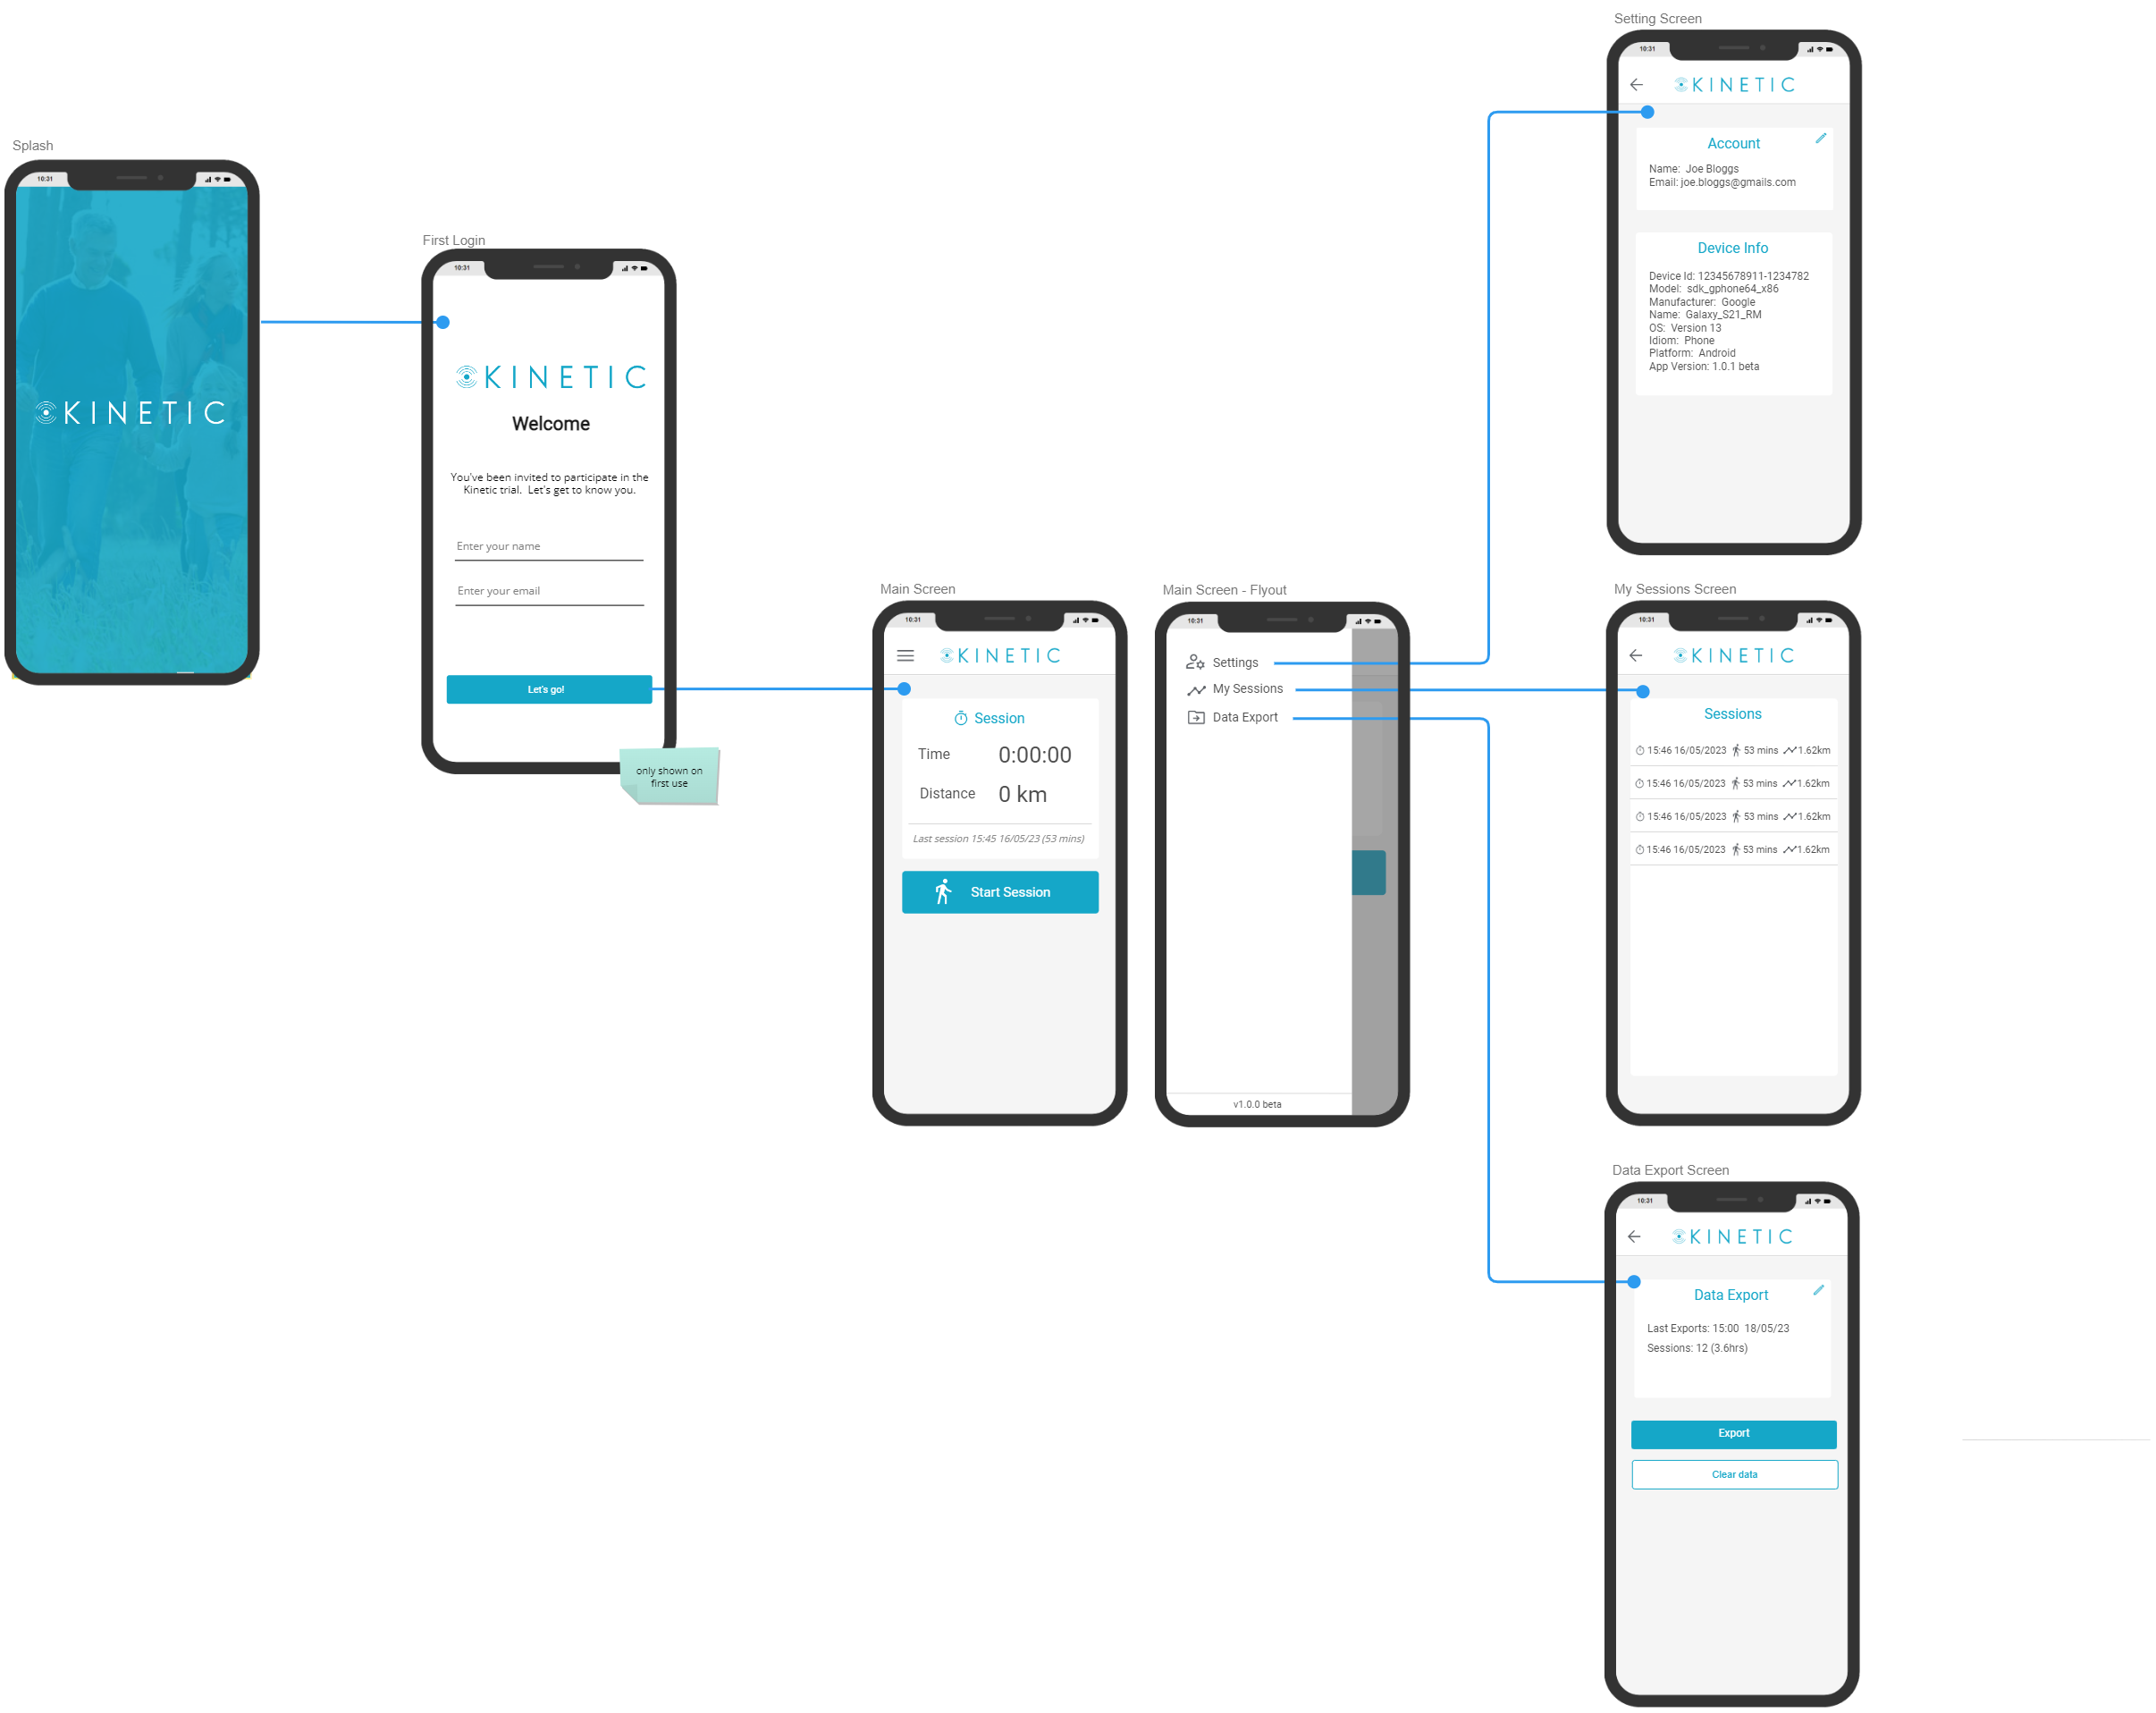 Splash
10:31
KINETIC
First Login
10:31
KINETIC
Welcome
You've been invited to participate in the
Kinetic trial.  Let's get to know you.
Enter your name
Enter your email
Let's go!
only shown on
first use
Main Screen
10:31
KINETIC
Session
Time 0:00:00
Distance 0 km
Last session 15:45 16/05/23 (53 mins)
Start Session
Main Screen - Flyout
10:31
Settings
My Sessions
Data Export
v1.0.0 beta
Setting Screen
10:31
KINETIC
Account
Name:  Joe Bloggs
Email: joe.bloggs@gmails.com
Device Info
Device Id: 12345678911-1234782
Model:  sdk_gphone64_x86
Manufacturer:  Google
Name:  Galaxy_S21_RM
OS:  Version 13
Idiom:  Phone
Platform:  Android
App Version: 1.0.1 beta
My Sessions Screen
10:31
KINETIC
Sessions
15:46 16/05/2023 53 mins 1.62km
15:46 16/05/2023 53 mins 1.62km
15:46 16/05/2023 53 mins 1.62km
15:46 16/05/2023 53 mins 1.62km
Data Export Screen
10:31
KINETIC
Data Export
Last Exports: 15:00  18/05/23
Sessions: 12 (3.6hrs)
Export
Clear data